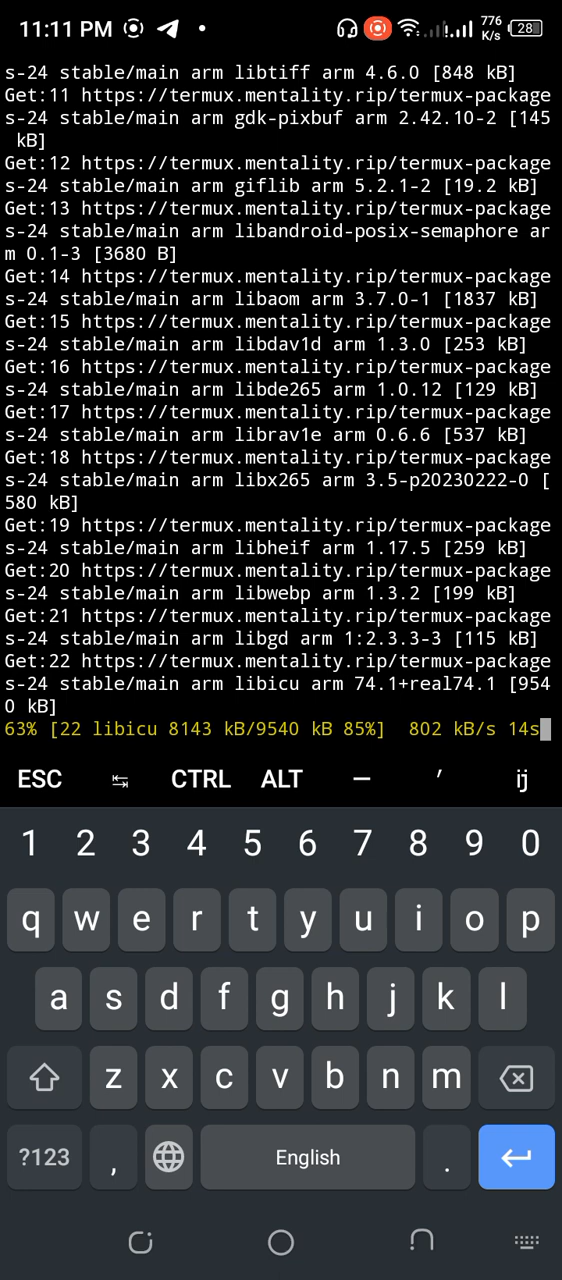 11:11 PM
776
K/s
28
s-24 stable/main arm libtiff arm 4.6.0 [848 kB]
Get:11 https://termux.mentality.rip/termux-package
s-24 stable/main arm gdk-pixbuf arm 2.42.10-2 [145
 kB]
Get:12 https://termux.mentality.rip/termux-package
s-24 stable/main arm giflib arm 5.2.1-2 [19.2 kB]
Get:13 https://termux.mentality.rip/termux-package
s-24 stable/main arm libandroid-posix-semaphore ar
m 0.1-3 [3680 B]
Get:14 https://termux.mentality.rip/termux-package
s-24 stable/main arm libaom arm 3.7.0-1 [1837 kB]
Get:15 https://termux.mentality.rip/termux-package
s-24 stable/main arm libdav1d arm 1.3.0 [253 kB]
Get:16 https://termux.mentality.rip/termux-package
s-24 stable/main arm libde265 arm 1.0.12 [129 kB]
Get:17 https://termux.mentality.rip/termux-package
s-24 stable/main arm librav1e arm 0.6.6 [537 kB]
Get:18 https://termux.mentality.rip/termux-package
s-24 stable/main arm libx265 arm 3.5-p20230222-0 [
580 kB]
Get:19 https://termux.mentality.rip/termux-package
s-24 stable/main arm libheif arm 1.17.5 [259 kB]
Get:20 https://termux.mentality.rip/termux-package
s-24 stable/main arm libwebp arm 1.3.2 [199 kB]
Get:21 https://termux.mentality.rip/termux-package
s-24 stable/main arm libgd arm 1:2.3.3-3 [115 kB]
Get:22 https://termux.mentality.rip/termux-package
s-24 stable/main arm libicu arm 74.1+real74.1 [954
0 kB]
63% [22 libicu 8143 kB/9540 kB 85%]  802 kB/s 14s
ESC ↹ CTRL ALT — ′ ij
1 2 3 4 5 6 7 8 9 0
q w e r t y u i o p
a s d f g h j k l
z x c v b n m
?123 , English .